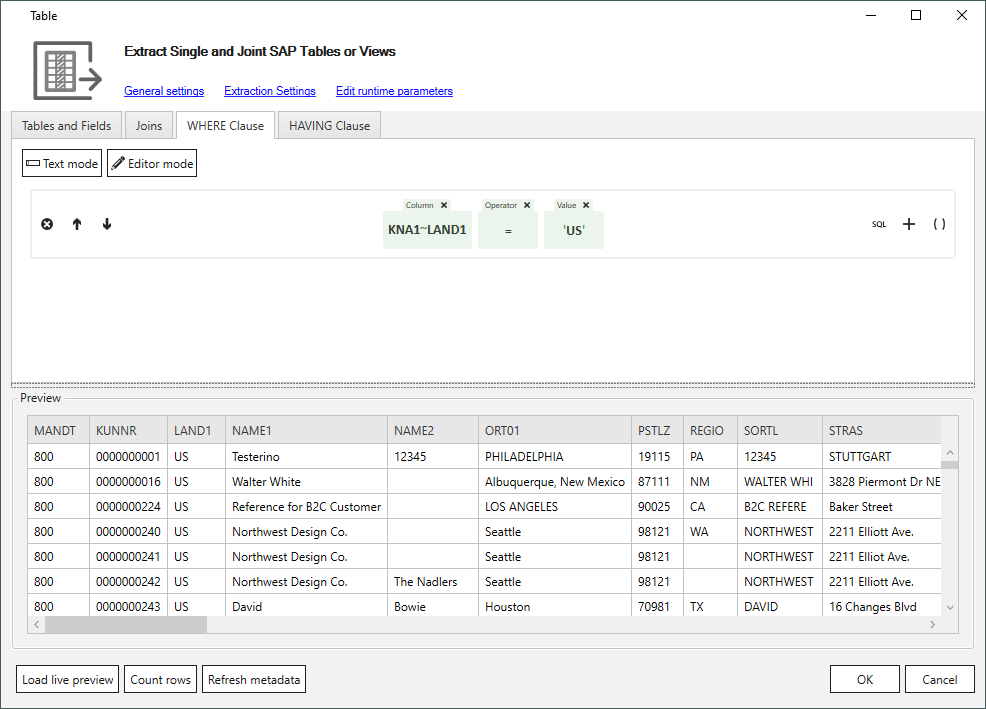 Table
Extract Single and Joint SAP Tables or Views
General settings Extraction Settings Edit runtime parameters
Tables and Fields Joins WHERE Clause HAVING Clause
Text mode Editor mode
Column Operator Value
KNA1~LAND1 = 'US' SQL + ( )
Preview
MANDT KUNNR LAND1 NAME1 NAME2 ORT01 PSTLZ REGIO SORTL STRAS
800 0000000001 US Testerino 12345 PHILADELPHIA 19115 PA 12345 STUTTGART
800 0000000016 US Walter White Albuquerque, New Mexico 87111 NM WALTER WHI 3828 Piermont Dr NE
800 0000000224 US Reference for B2C Customer LOS ANGELES 90025 CA B2C REFERE Baker Street
800 0000000240 US Northwest Design Co. Seattle 98121 WA NORTHWEST 2211 Elliott Ave.
800 0000000241 US Northwest Design Co. Seattle 98121 NORTHWEST 2211 Elliot Ave.
800 0000000242 US Northwest Design Co. The Nadlers Seattle 98121 NORTHWEST 2211 Elliott Ave.
800 0000000243 US David Bowie Houston 70981 TX DAVID 16 Changes Blvd
Load live preview Count rows Refresh metadata OK Cancel